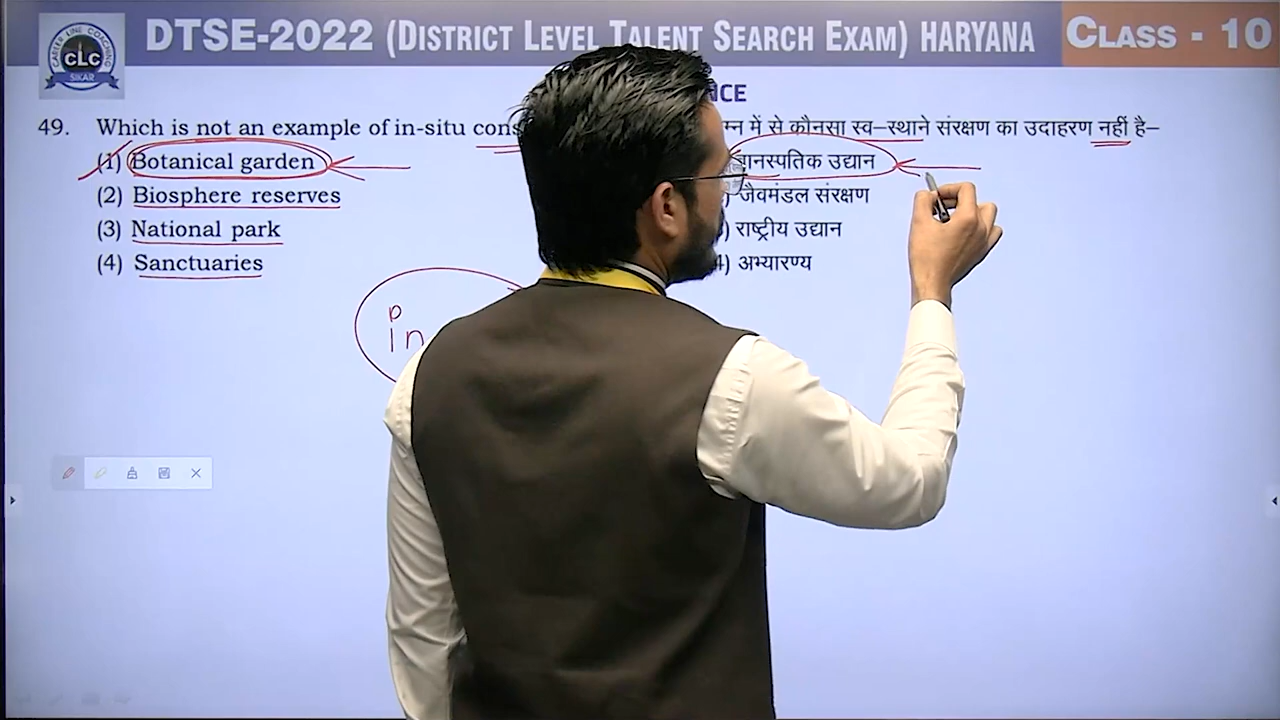 CAREER LINE COACHING
CLC
SIKAR
DTSE-2022 (DISTRICT LEVEL TALENT SEARCH EXAM) HARYANA
CLASS - 10
49. Which is not an example of in-situ
(1) Botanical garden
(2) Biosphere reserves
(3) National park
(4) Sanctuaries
में से कौनसा स्व–स्थाने संरक्षण का उदाहरण नहीं है–
वानस्पतिक उद्यान
जैवमंडल संरक्षण
राष्ट्रीय उद्यान
4) अभ्यारण्य
in